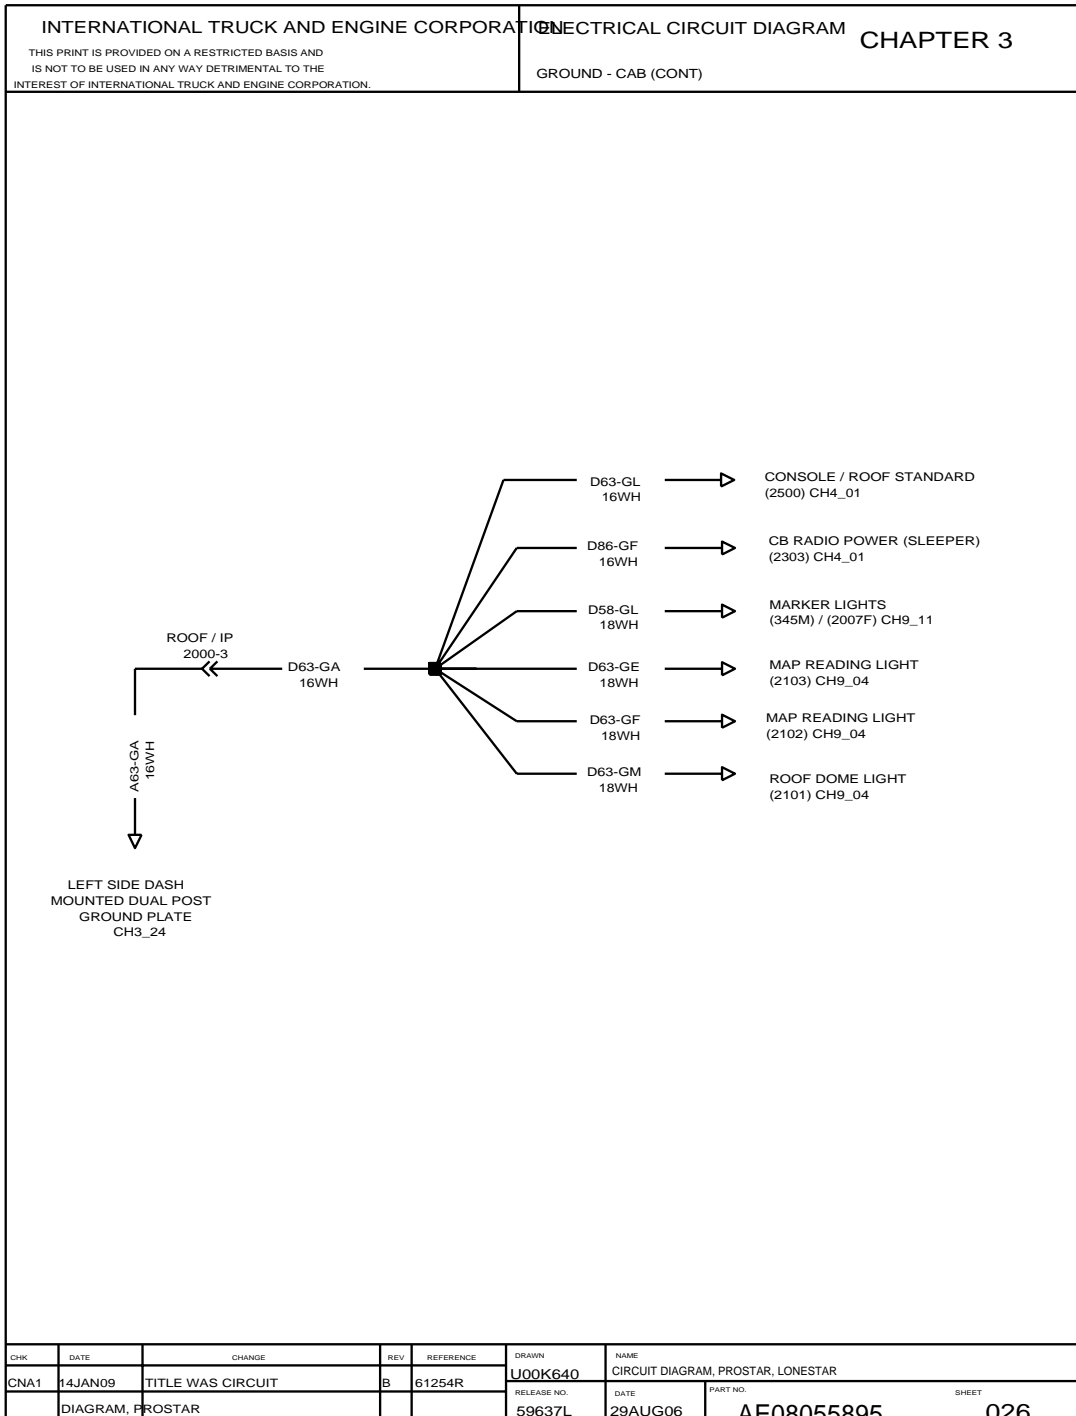 INTERNATIONAL TRUCK AND ENGINE CORPORATION
THIS PRINT IS PROVIDED ON A RESTRICTED BASIS AND
IS NOT TO BE USED IN ANY WAY DETRIMENTAL TO THE
INTEREST OF INTERNATIONAL TRUCK AND ENGINE CORPORATION.
ELECTRICAL CIRCUIT DIAGRAM
CHAPTER 3
GROUND - CAB (CONT)
D63-GL
16WH
CONSOLE / ROOF STANDARD
(2500) CH4_01
D86-GF
16WH
CB RADIO POWER (SLEEPER)
(2303) CH4_01
D58-GL
18WH
MARKER LIGHTS
(345M) / (2007F) CH9_11
ROOF / IP
2000-3
D63-GA
16WH
D63-GE
18WH
MAP READING LIGHT
(2103) CH9_04
D63-GF
18WH
MAP READING LIGHT
(2102) CH9_04
D63-GM
18WH
ROOF DOME LIGHT
(2101) CH9_04
A63-GA
16WH
LEFT SIDE DASH
MOUNTED DUAL POST
GROUND PLATE
CH3_24
CHK DATE CHANGE REV REFERENCE
CNA1 14JAN09 TITLE WAS CIRCUIT B 61254R
DIAGRAM, PROSTAR
DRAWN
U00K640
NAME
CIRCUIT DIAGRAM, PROSTAR, LONESTAR
RELEASE NO.
59637L
DATE
29AUG06
PART NO.
AE08055895
SHEET
026